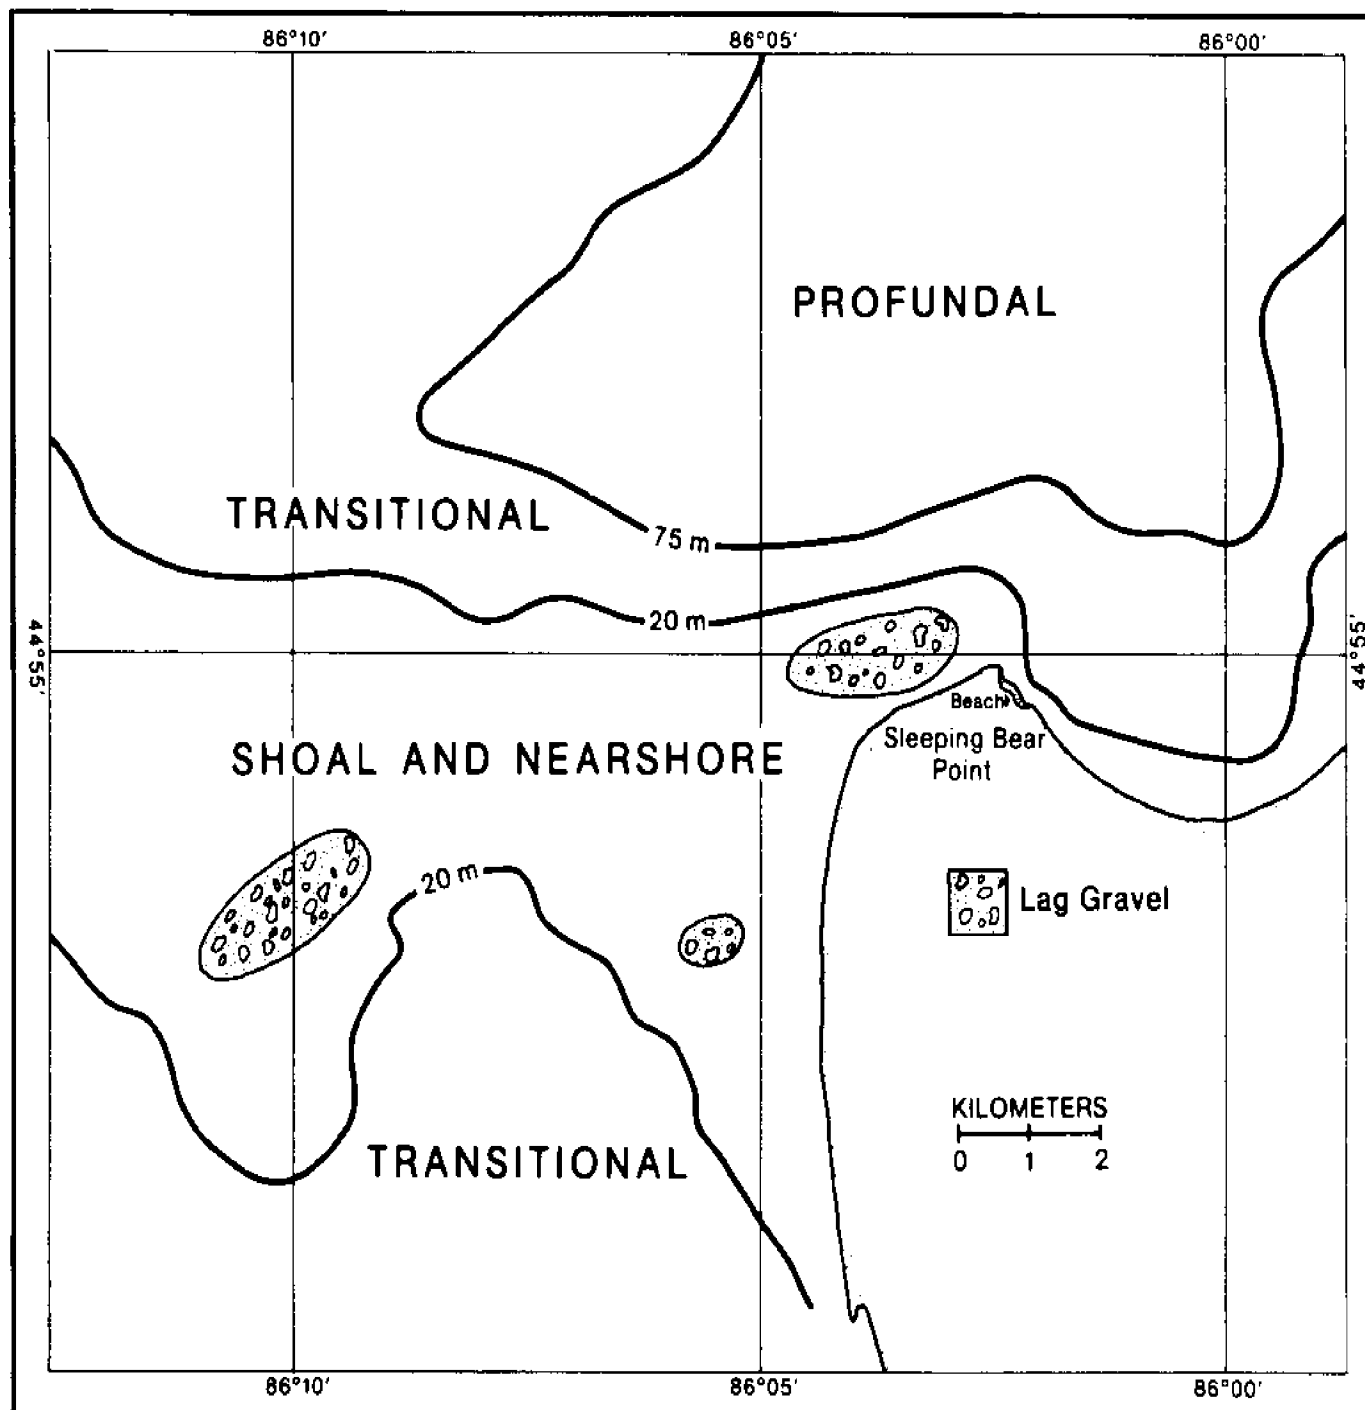 86°10'
86°05'
86°00'
PROFUNDAL
TRANSITIONAL
75 m
20 m
44°55'
44°55'
Beach
Sleeping Bear
Point
SHOAL AND NEARSHORE
20 m
Lag Gravel
KILOMETERS
0 1 2
TRANSITIONAL
86°10'
86°05'
86°00'